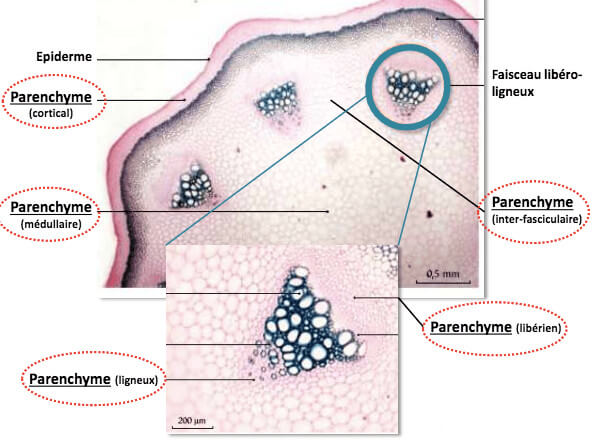 Epiderme
Parenchyme
(cortical)
Faisceau libéro-
ligneux
Parenchyme
(médullaire)
Parenchyme
(inter-fasciculaire)
0,5 mm
Parenchyme (libérien)
Parenchyme (ligneux)
200 µm